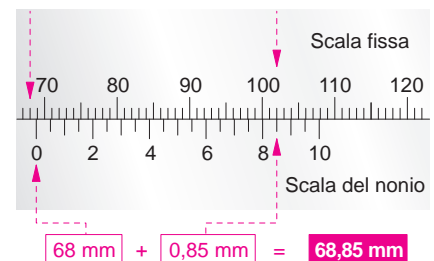 Scala fissa
70 80 90 100 110 120
0 2 4 6 8 10
Scala del nonio
68 mm + 0,85 mm = 68,85 mm